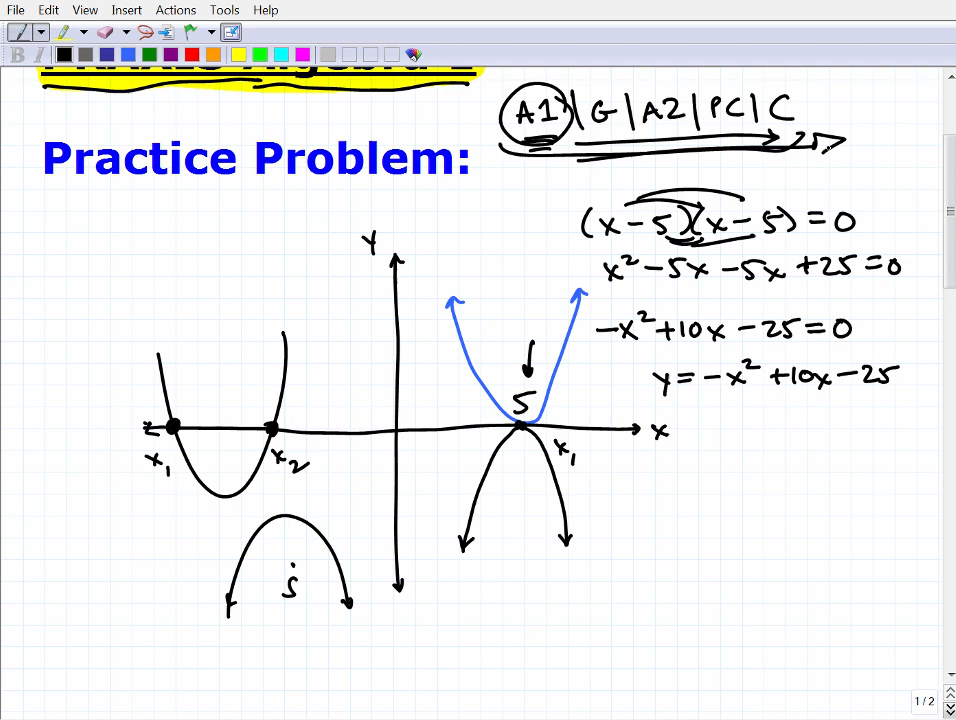 File Edit View Insert Actions Tools Help
B I
A1 | G | A2 | PC | C
Practice Problem:
(x - 5)(x - 5) = 0
x² - 5x - 5x + 25 = 0
-x² + 10x - 25 = 0
y = -x² + 10x - 25
Y
5
x
x₁
x₁
x₂
i
1 / 2